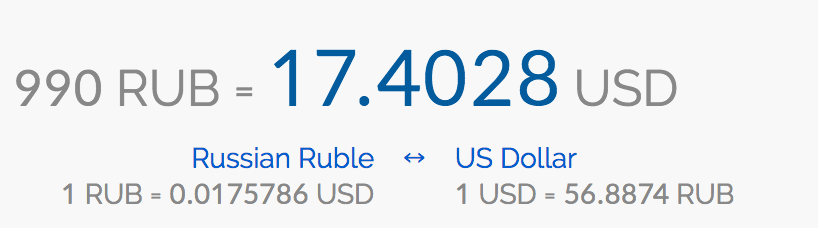 990 RUB = 17.4028 USD
Russian Ruble ↔ US Dollar
1 RUB = 0.0175786 USD 1 USD = 56.8874 RUB